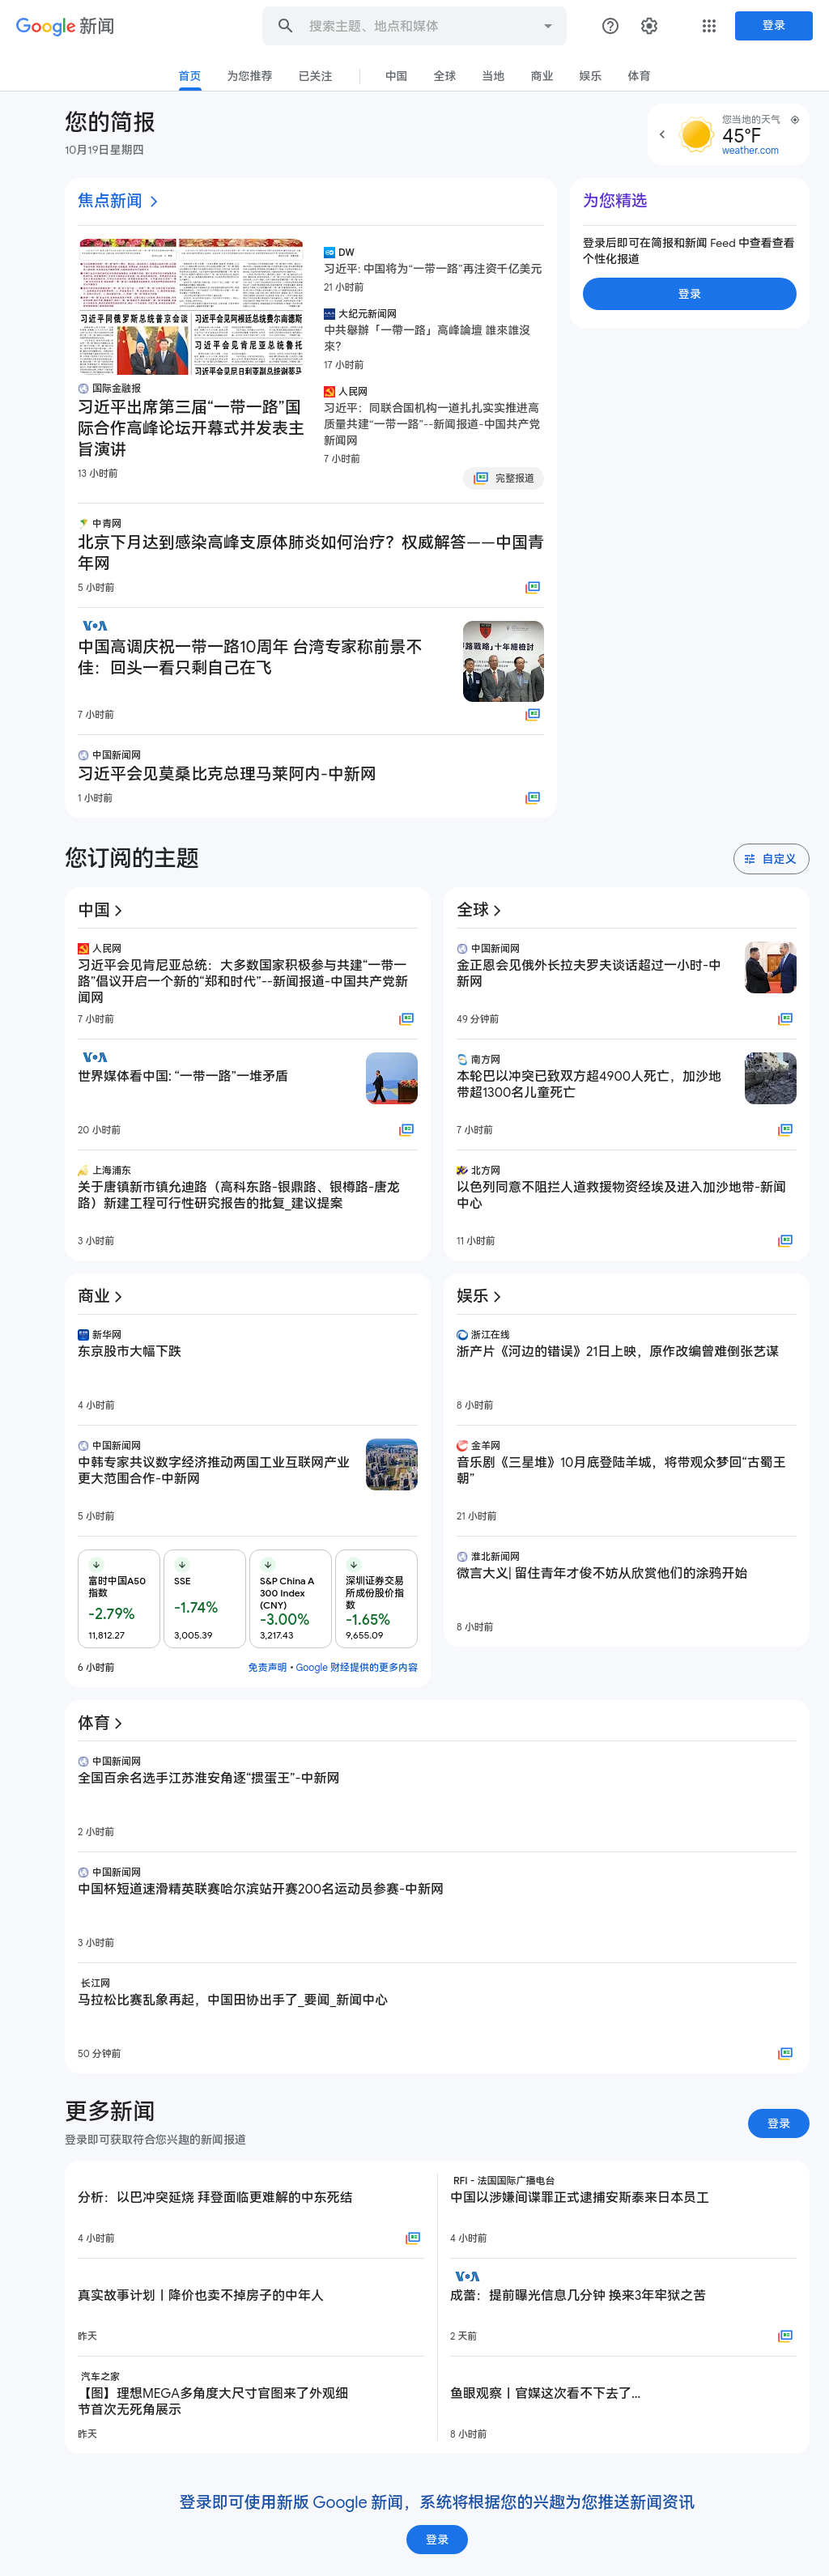 Google 新闻
搜索主题、地点和媒体
登录
首页
为您推荐
已关注
中国
全球
当地
商业
娱乐
体育
您的简报
10月19日星期四
您当地的天气
45°F
weather.com
焦点新闻
习近平同俄罗斯总统普京会谈
国际金融报
习近平出席第三届“一带一路”国
际合作高峰论坛开幕式并发表主
旨演讲
13 小时前
DW
习近平: 中国将为“一带一路”再注资千亿美元
21 小时前
大纪元新闻网
中共舉辦「一帶一路」高峰論壇 誰來誰沒
來？
17 小时前
人民网
习近平：同联合国机构一道扎扎实实推进高
质量共建“一带一路”--新闻报道-中国共产党
新闻网
7 小时前
完整报道
中青网
北京下月达到感染高峰支原体肺炎如何治疗？权威解答——中国青
年网
5 小时前
VOA
中国高调庆祝一带一路10周年 台湾专家称前景不
佳：回头一看只剩自己在飞
7 小时前
中国新闻网
习近平会见莫桑比克总理马莱阿内-中新网
1 小时前
为您精选
登录后即可在简报和新闻 Feed 中查看查看
个性化报道
登录
您订阅的主题
自定义
中国
人民网
习近平会见肯尼亚总统：大多数国家积极参与共建“一带一
路”倡议开启一个新的“郑和时代”--新闻报道-中国共产党新
闻网
7 小时前
VOA
世界媒体看中国: “一带一路”一堆矛盾
20 小时前
上海浦东
关于唐镇新市镇允迪路（高科东路-银鼎路、银樽路-唐龙
路）新建工程可行性研究报告的批复_建议提案
3 小时前
全球
中国新闻网
金正恩会见俄外长拉夫罗夫谈话超过一小时-中
新网
49 分钟前
南方网
本轮巴以冲突已致双方超4900人死亡，加沙地
带超1300名儿童死亡
7 小时前
北方网
以色列同意不阻拦人道救援物资经埃及进入加沙地带-新闻
中心
11 小时前
商业
新华网
东京股市大幅下跌
4 小时前
中国新闻网
中韩专家共议数字经济推动两国工业互联网产业
更大范围合作-中新网
5 小时前
富时中国A50
指数
-2.79%
11,812.27
SSE
-1.74%
3,005.39
S&P China A
300 Index
(CNY)
-3.00%
3,217.43
深圳证券交易
所成份股价指
数
-1.65%
9,655.09
6 小时前
免责声明 • Google 财经提供的更多内容
娱乐
浙江在线
浙产片《河边的错误》21日上映，原作改编曾难倒张艺谋
8 小时前
金羊网
音乐剧《三星堆》10月底登陆羊城，将带观众梦回“古蜀王
朝”
21 小时前
淮北新闻网
微言大义| 留住青年才俊不妨从欣赏他们的涂鸦开始
8 小时前
体育
中国新闻网
全国百余名选手江苏淮安角逐“掼蛋王”-中新网
2 小时前
中国新闻网
中国杯短道速滑精英联赛哈尔滨站开赛200名运动员参赛-中新网
3 小时前
长江网
马拉松比赛乱象再起，中国田协出手了_要闻_新闻中心
50 分钟前
更多新闻
登录即可获取符合您兴趣的新闻报道
登录
分析：以巴冲突延烧 拜登面临更难解的中东死结
4 小时前
真实故事计划丨降价也卖不掉房子的中年人
昨天
汽车之家
【图】理想MEGA多角度大尺寸官图来了外观细
节首次无死角展示
昨天
RFI - 法国国际广播电台
中国以涉嫌间谍罪正式逮捕安斯泰来日本员工
4 小时前
VOA
成蕾：提前曝光信息几分钟 换来3年牢狱之苦
2 天前
鱼眼观察丨官媒这次看不下去了...
8 小时前
登录即可使用新版 Google 新闻，系统将根据您的兴趣为您推送新闻资讯
登录